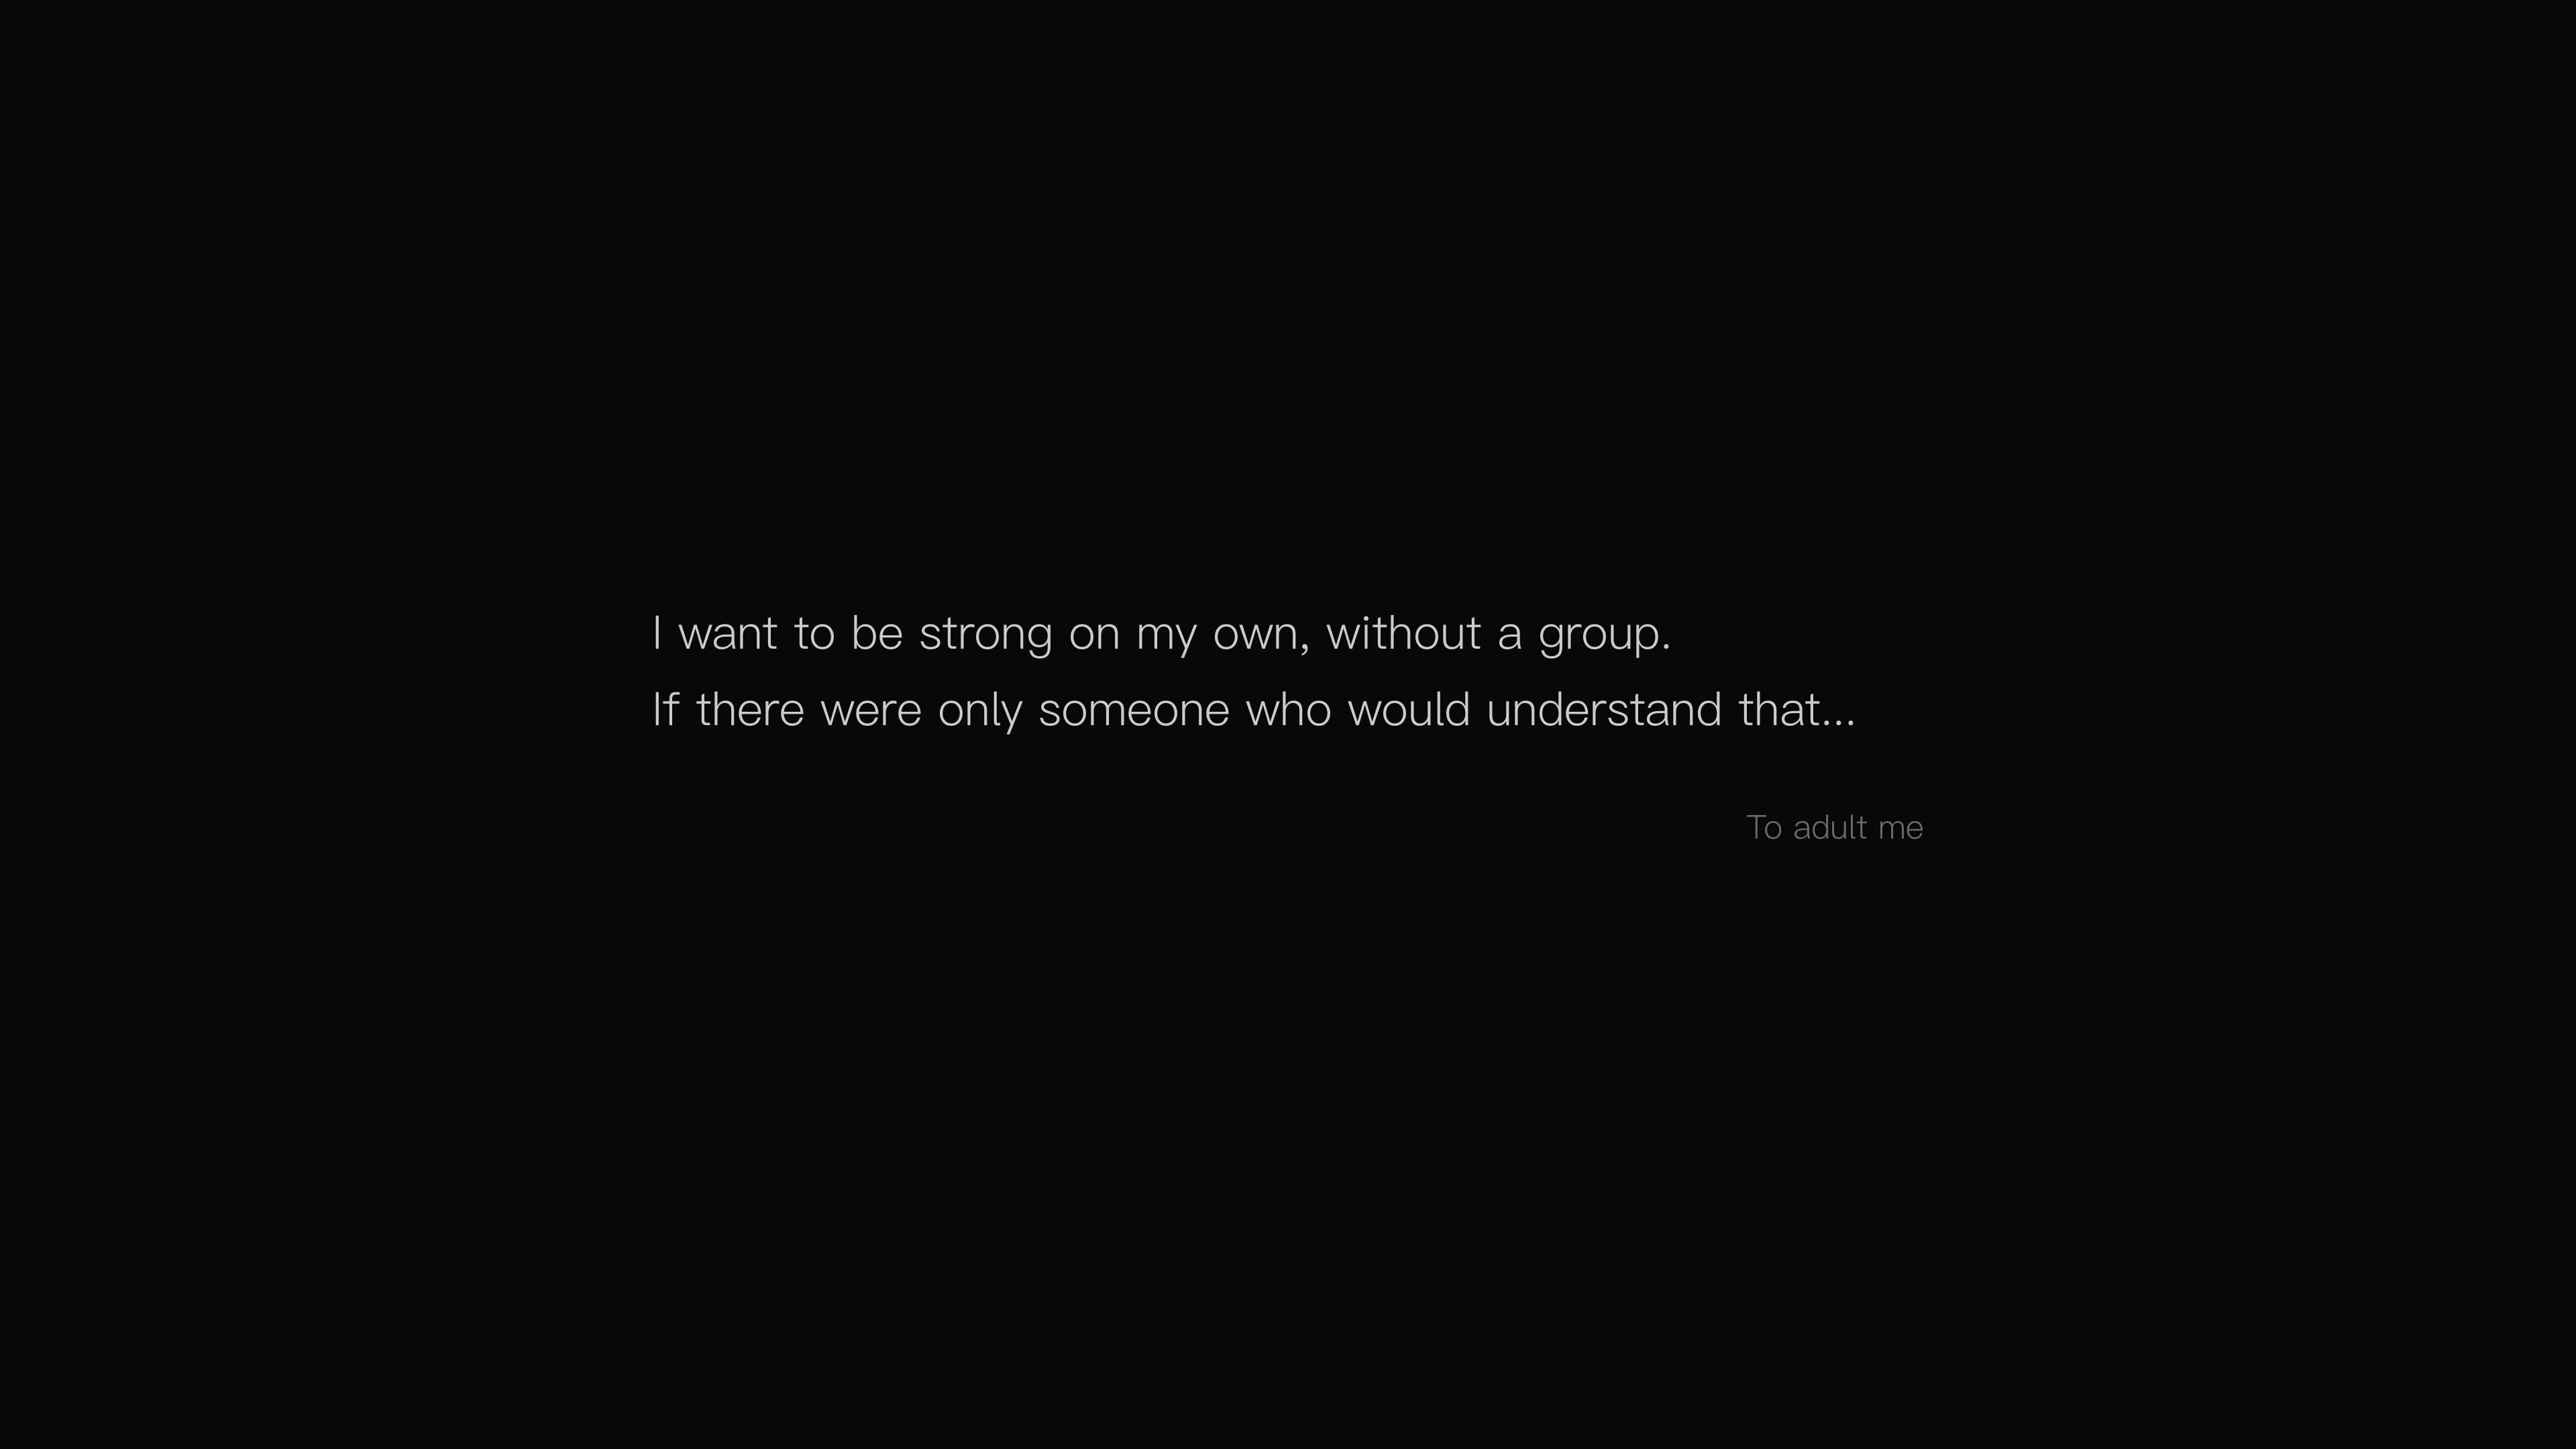 I want to be strong on my own, without a group.
If there were only someone who would understand that...
To adult me